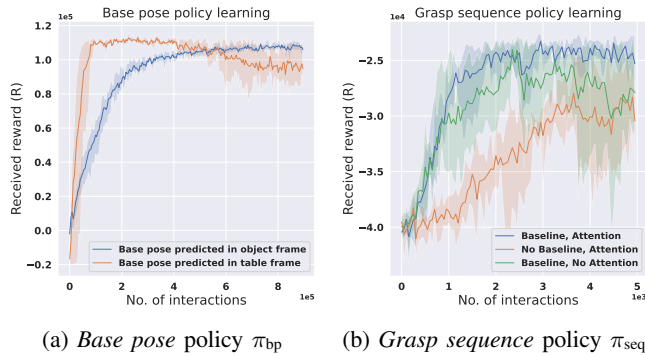 Base pose policy learning
1e5
Received reward (R)
1.2
1.0
0.8
0.6
0.4
0.2
0.0
−0.2
Base pose predicted in object frame
Base pose predicted in table frame
0 2 4 6 8
1e5
No. of interactions
(a) Base pose policy πbp
Grasp sequence policy learning
1e4
Received reward (R)
−2.5
−3.0
−3.5
−4.0
Baseline, Attention
No Baseline, Attention
Baseline, No Attention
0 1 2 3 4 5
1e3
No. of interactions
(b) Grasp sequence policy πseq